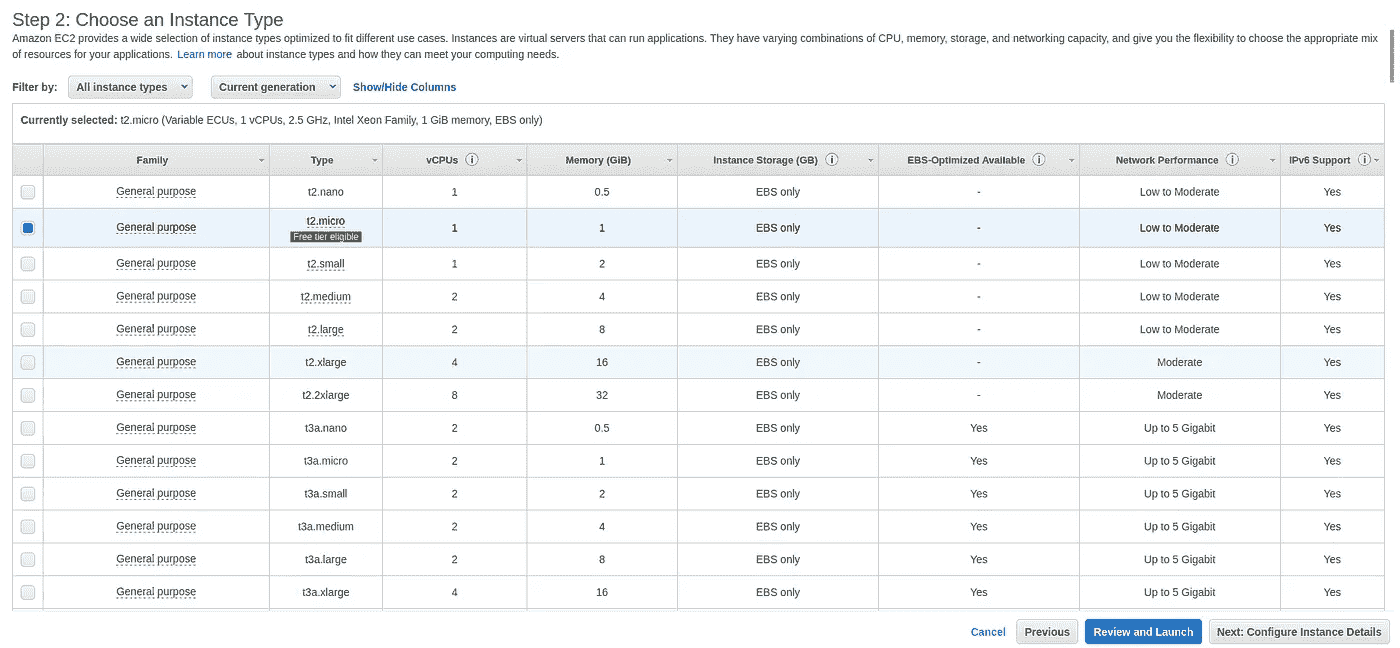 Step 2: Choose an Instance Type
Amazon EC2 provides a wide selection of instance types optimized to fit different use cases. Instances are virtual servers that can run applications. They have varying combinations of CPU, memory, storage, and networking capacity, and give you the flexibility to choose the appropriate mix
of resources for your applications. Learn more about instance types and how they can meet your computing needs.
Filter by: All instance types Current generation Show/Hide Columns
Currently selected: t2.micro (Variable ECUs, 1 vCPUs, 2.5 GHz, Intel Xeon Family, 1 GiB memory, EBS only)
Family Type vCPUs i Memory (GiB) Instance Storage (GB) i EBS-Optimized Available i Network Performance i IPv6 Support i
General purpose t2.nano 1 0.5 EBS only - Low to Moderate Yes
General purpose t2.micro 1 1 EBS only - Low to Moderate Yes
Free tier eligible
General purpose t2.small 1 2 EBS only - Low to Moderate Yes
General purpose t2.medium 2 4 EBS only - Low to Moderate Yes
General purpose t2.large 2 8 EBS only - Low to Moderate Yes
General purpose t2.xlarge 4 16 EBS only - Moderate Yes
General purpose t2.2xlarge 8 32 EBS only - Moderate Yes
General purpose t3a.nano 2 0.5 EBS only Yes Up to 5 Gigabit Yes
General purpose t3a.micro 2 1 EBS only Yes Up to 5 Gigabit Yes
General purpose t3a.small 2 2 EBS only Yes Up to 5 Gigabit Yes
General purpose t3a.medium 2 4 EBS only Yes Up to 5 Gigabit Yes
General purpose t3a.large 2 8 EBS only Yes Up to 5 Gigabit Yes
General purpose t3a.xlarge 4 16 EBS only Yes Up to 5 Gigabit Yes
Cancel Previous Review and Launch Next: Configure Instance Details